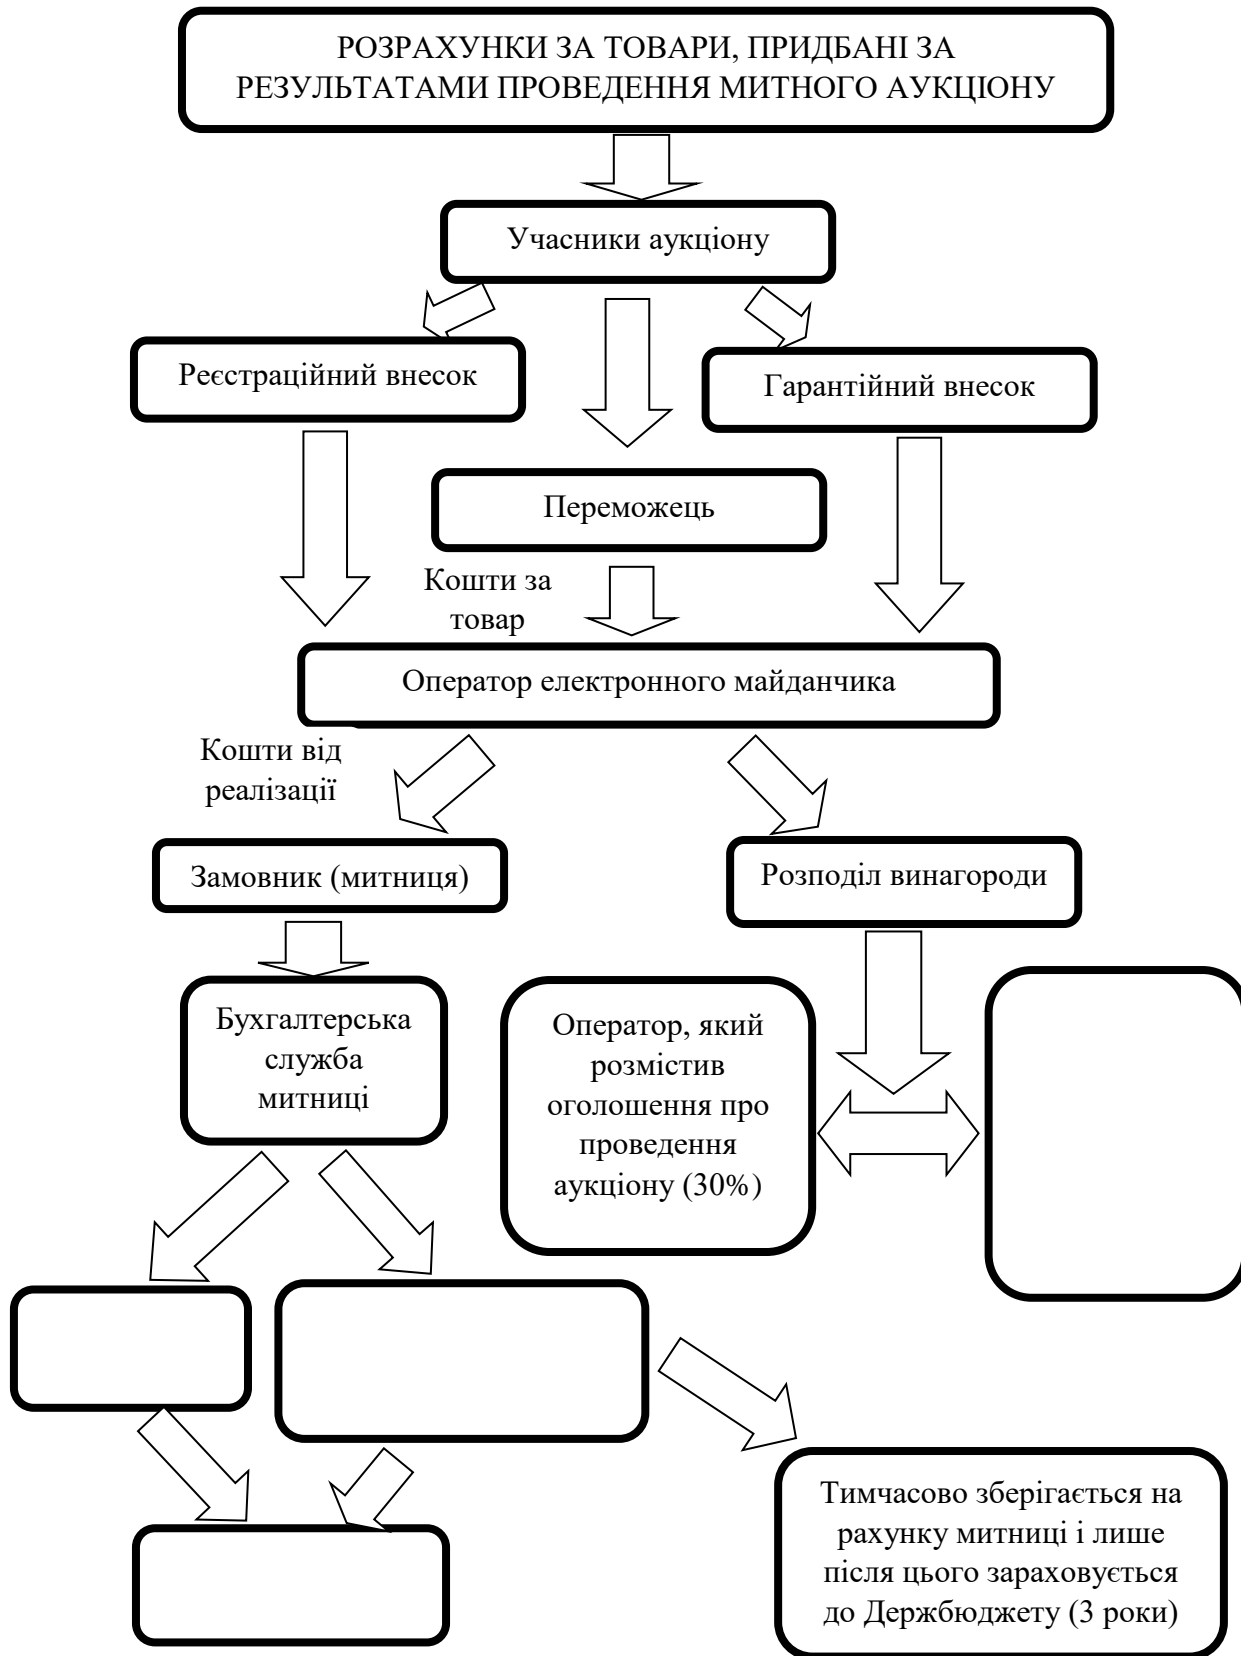 РОЗРАХУНКИ ЗА ТОВАРИ, ПРИДБАНІ ЗА
РЕЗУЛЬТАТАМИ ПРОВЕДЕННЯ МИТНОГО АУКЦІОНУ
Учасники аукціону
Реєстраційний внесок
Гарантійний внесок
Переможець
Кошти за
товар
Оператор електронного майданчика
Кошти від
реалізації
Замовник (митниця)
Розподіл винагороди
Бухгалтерська
служба
митниці
Оператор, який
розмістив
оголошення про
проведення
аукціону (30%)
Тимчасово зберігається на
рахунку митниці і лише
після цього зараховується
до Держбюджету (3 роки)